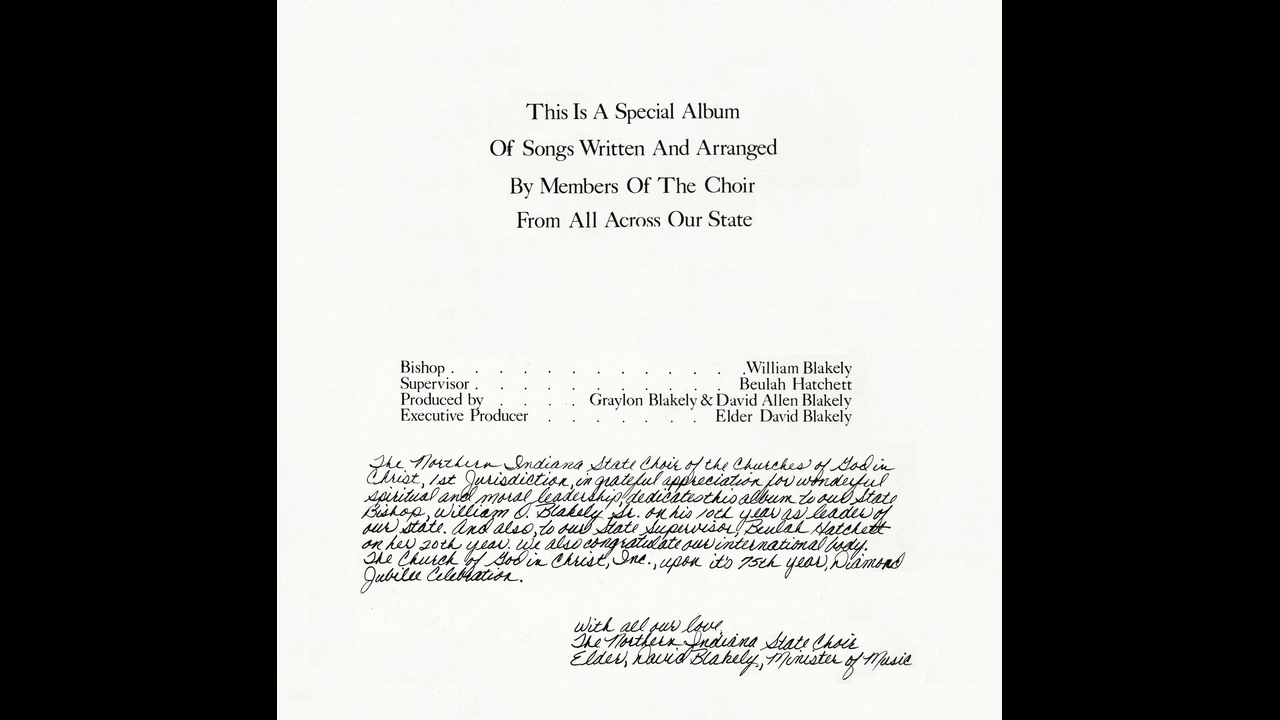 This Is A Special Album
Of Songs Written And Arranged
By Members Of The Choir
From All Across Our State
Bishop . . . . . . . . . . . . . William Blakely
Supervisor . . . . . . . . . . . Beulah Hatchett
Produced by . . . . Graylon Blakely & David Allen Blakely
Executive Producer . . . . . . . Elder David Blakely
The Northern Indiana State Choir of the Churches' of God in
Christ, 1st Jurisdiction, in grateful appreciation for wonderful
spiritual and moral leadership, dedicates this album to our State
Bishop, William D. Blakely Sr. on his 10th year as leader of
our state. And also, to our State Supervisor, Beulah Hatchett
on her 20th year. We also congratulate our international body.
The Church of God in Christ, Inc., upon it's 75th year, Diamond
Jubilee Celebration.
With all our love,
The Northern Indiana State Choir
Elder, David Blakely, Minister of Music